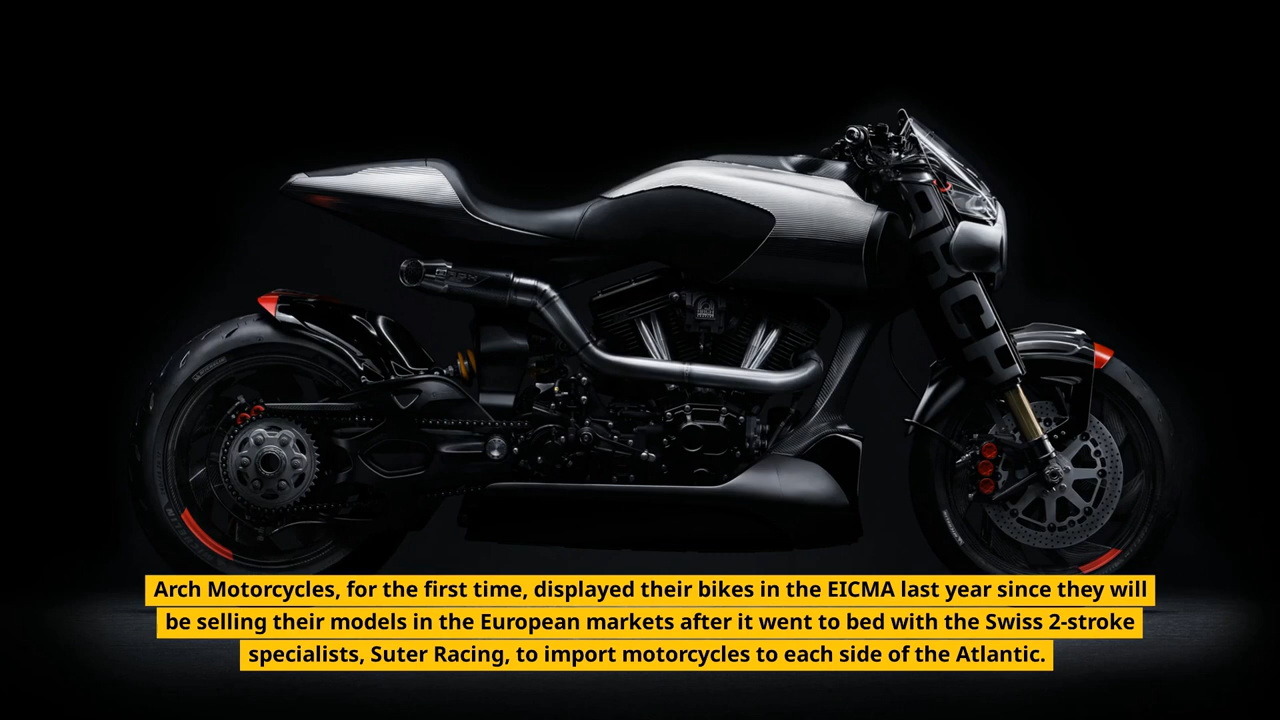 ARCH
Arch Motorcycles, for the first time, displayed their bikes in the EICMA last year since they will
be selling their models in the European markets after it went to bed with the Swiss 2-stroke
specialists, Suter Racing, to import motorcycles to each side of the Atlantic.